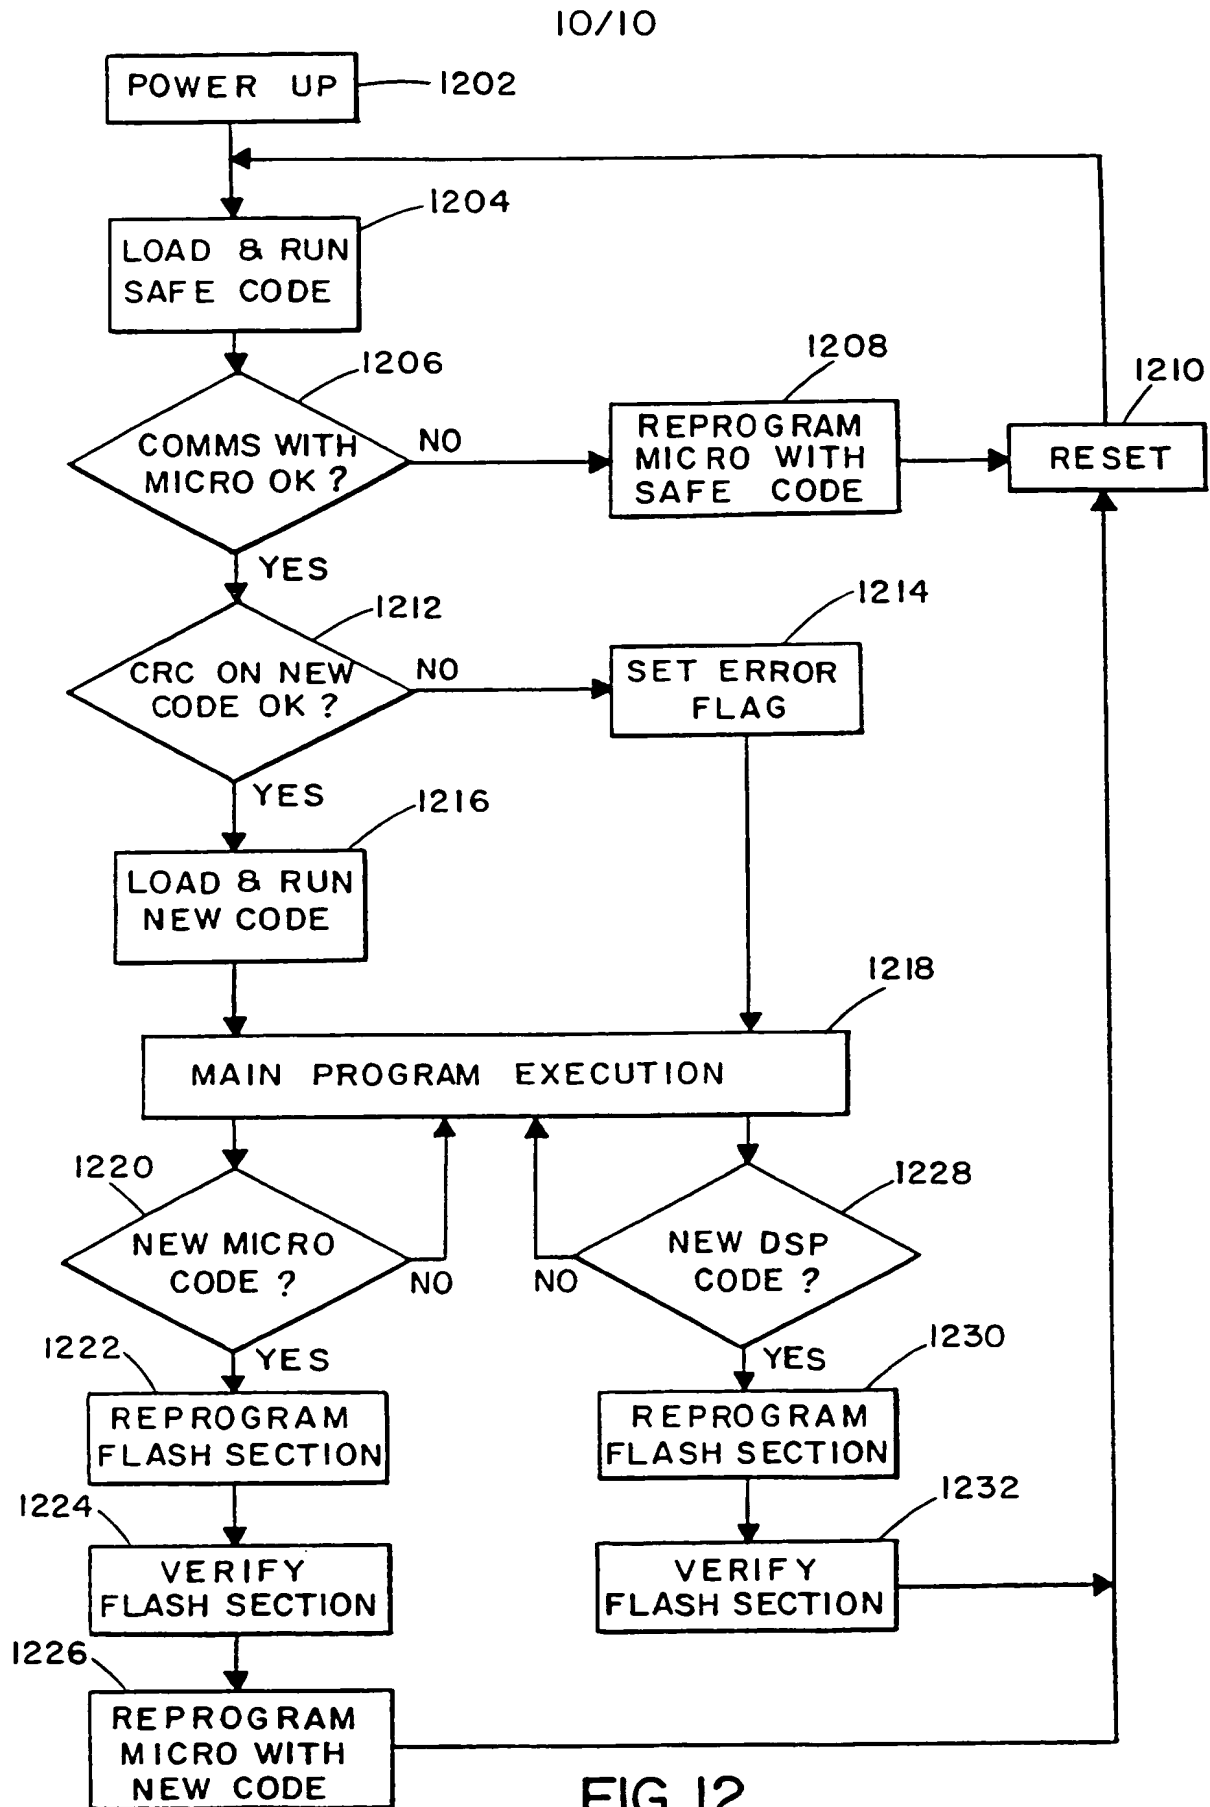 10/10
POWER UP
1202
1204
LOAD & RUN
SAFE CODE
1206
COMMS WITH
MICRO OK ?
NO
YES
1208
REPROGRAM
MICRO WITH
SAFE CODE
1210
RESET
1212
CRC ON NEW
CODE OK ?
NO
YES
1214
SET ERROR
FLAG
1216
LOAD & RUN
NEW CODE
1218
MAIN PROGRAM EXECUTION
1220
NEW MICRO
CODE ?
NO
YES
1228
NEW DSP
CODE ?
NO
YES
1222
REPROGRAM
FLASH SECTION
1230
REPROGRAM
FLASH SECTION
1224
VERIFY
FLASH SECTION
1232
VERIFY
FLASH SECTION
1226
REPROGRAM
MICRO WITH
NEW CODE
FIG. 12